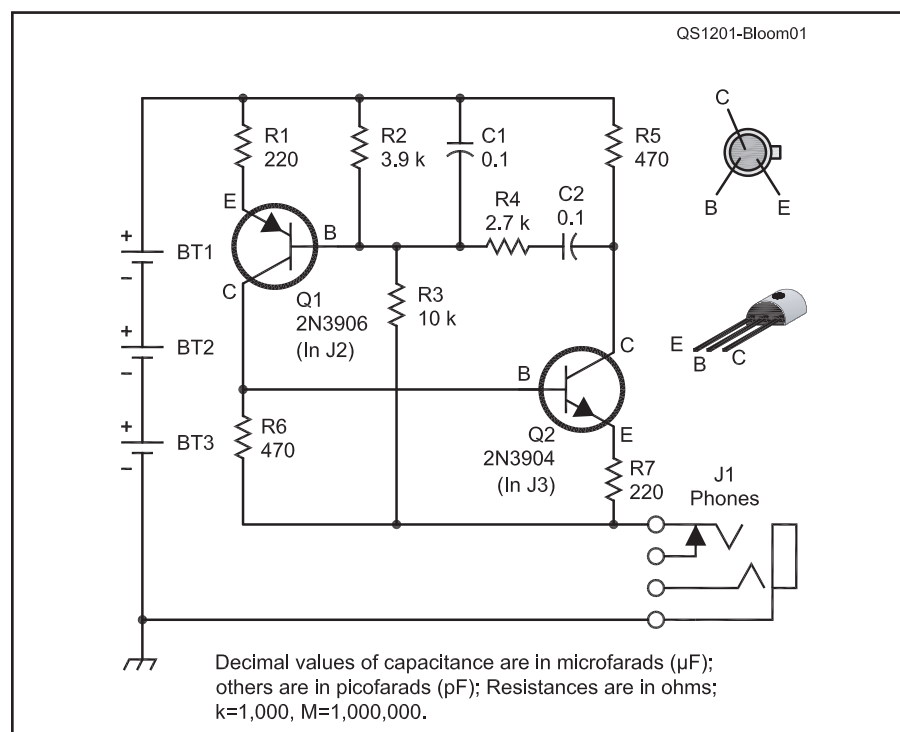 QS1201-Bloom01
R1
220
R2
3.9 k
C1
0.1
R5
470
R4
2.7 k
C2
0.1
E
B
C
Q1
2N3906
(In J2)
R3
10 k
+
BT1
–
+
BT2
–
+
BT3
–
R6
470
B
C
E
Q2
2N3904
(In J3)
R7
220
J1
Phones
C
B
E
E
B
C
Decimal values of capacitance are in microfarads (µF);
others are in picofarads (pF); Resistances are in ohms;
k=1,000, M=1,000,000.